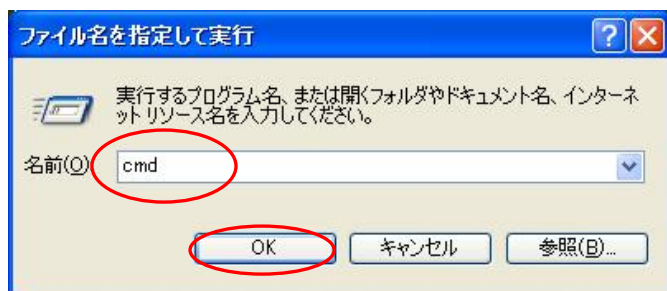 ファイル名を指定して実行
実行するプログラム名、または開くフォルダやドキュメント名、インターネ
ット リソース名を入力してください。
名前(O)
cmd
OK キャンセル 参照(B)...